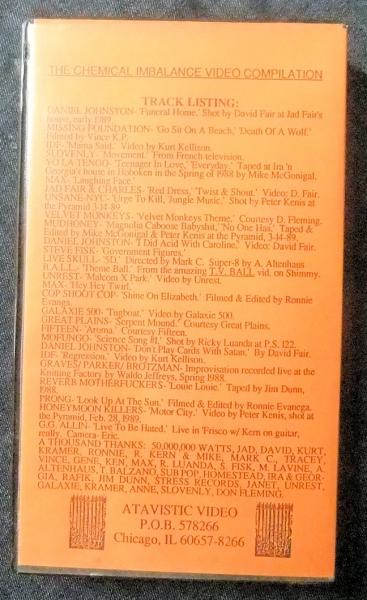 THE CHEMICAL IMBALANCE VIDEO COMPILATION
TRACK LISTING:
DANIEL JOHNSTON- 'Funeral Home.' Shot by David Fair at Jad Fair's
house, early 1989.
MISSING FOUNDATION- 'Go Sit On A Beach,' 'Death Of A Wolf.'
Filmed by Vince K.P.
IDF- 'Mama Said.' Video by Kurt Kellison.
SLOVENLY- 'Movement.' From French television.
YO LA TENGO- 'Teenager In Love,' 'Everyday.' Taped at Ira 'n
Georgia's house in Hoboken in the Spring of 1988 by Mike McGonigal.
MAX- 'Laughing Face.'
JAD FAIR & CHARLES- 'Red Dress,' 'Twist & Shout.' Video: D. Fair.
UNSANE-NYC- 'Urge To Kill, 'Jungle Music.' Shot by Peter Kenis at
the Pyramid, 3-14-89.
VELVET MONKEYS- 'Velvet Monkeys Theme.' Courtesy D. Fleming.
MUDHONEY- 'Magnolia Caboose Babyshit,' 'No One Has.' Taped &
Edited by Mike McGonigal & Peter Kenis at the Pyramid, 3-14-89.
DANIEL JOHNSTON- 'I Did Acid With Caroline.' Video: David Fair.
STEVE FISK- 'Government Figures.'
LIVE SKULL- '5D.' Directed by Mark C. Super-8 by A. Altenhaus
B.A.L.L.- 'Theme Ball.' From the amazing T.V. BALL vid. on Shimmy.
UNREST- 'Malcom X Park.' Video by Unrest.
MAX- 'Hey Hey Twirl.'
COP SHOOT COP- 'Shine On Elizabeth.' Filmed & Edited by Ronnie
Evanga.
GALAXIE 500- 'Tugboat.' Video by Galaxie 500.
GREAT PLAINS- 'Serpent Mound.' Courtesy Great Plains.
FIFTEEN- 'Aroma.' Courtesy Fifteen.
MOFUNGO- 'Science Song #1.' Shot by Ricky Luanda at P.S. 122.
DANIEL JOHNSTON- 'Don't Play Cards With Satan.' By David Fair.
IDF- 'Regression.' Video by Kurt Kellison.
GRAVES/ PARKER/ BROTZMAN- Improvisation recorded live at the
Knitting Factory by Waldo Jeffreys, Spring 1988.
REVERB MOTHERFUCKERS- 'Louie Louie.' Taped by Jim Dunn,
1988.
PRONG- 'Look Up At The Sun.' Filmed & Edited by Ronnie Evanega.
HONEYMOON KILLERS- 'Motor City.' Video by Peter Kenis, shot
at the Pyramid, Feb. 28, 1989.
G.G. ALLIN- 'Live To Be Hated.' Live in 'Frisco w/ Kern on guitar,
really. Camera- Eric.
A THOUSAND THANKS: 50,000,000 WATTS, JAD, DAVID, KURT,
KRAMER, RONNIE, R. KERN & MIKE, MARK C., TRACEY,
VINCE, GENE, KEN, MAX, R. LUANDA, S. FISK, M. LAVINE, A.
ALTENHAUS, T. BALZANO, SUB POP, HOMESTEAD, IRA & GEOR-
GIA, RAFIK, JIM DUNN, STRESS RECORDS, JANET, UNREST,
GALAXIE, KRAMER, ANNE, SLOVENLY, DON FLEMING.
ATAVISTIC VIDEO
P.O.B. 578266
Chicago, IL 60657-8266